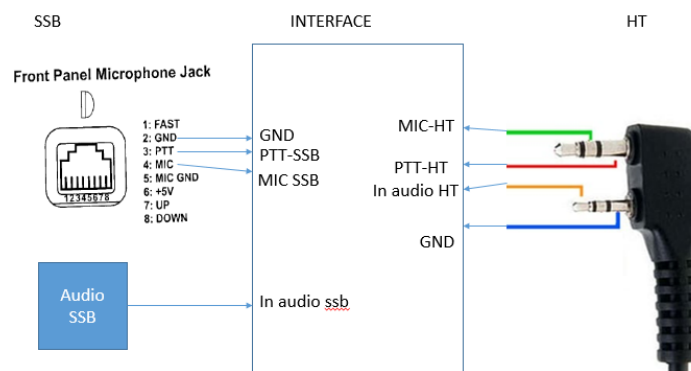 SSB
INTERFACE
HT
Front Panel Microphone Jack
1: FAST
2: GND
3: PTT
4: MIC
5: MIC GND
6: +5V
7: UP
8: DOWN
12345678
GND
PTT-SSB
MIC SSB
MIC-HT
PTT-HT
In audio HT
GND
Audio
SSB
In audio ssb